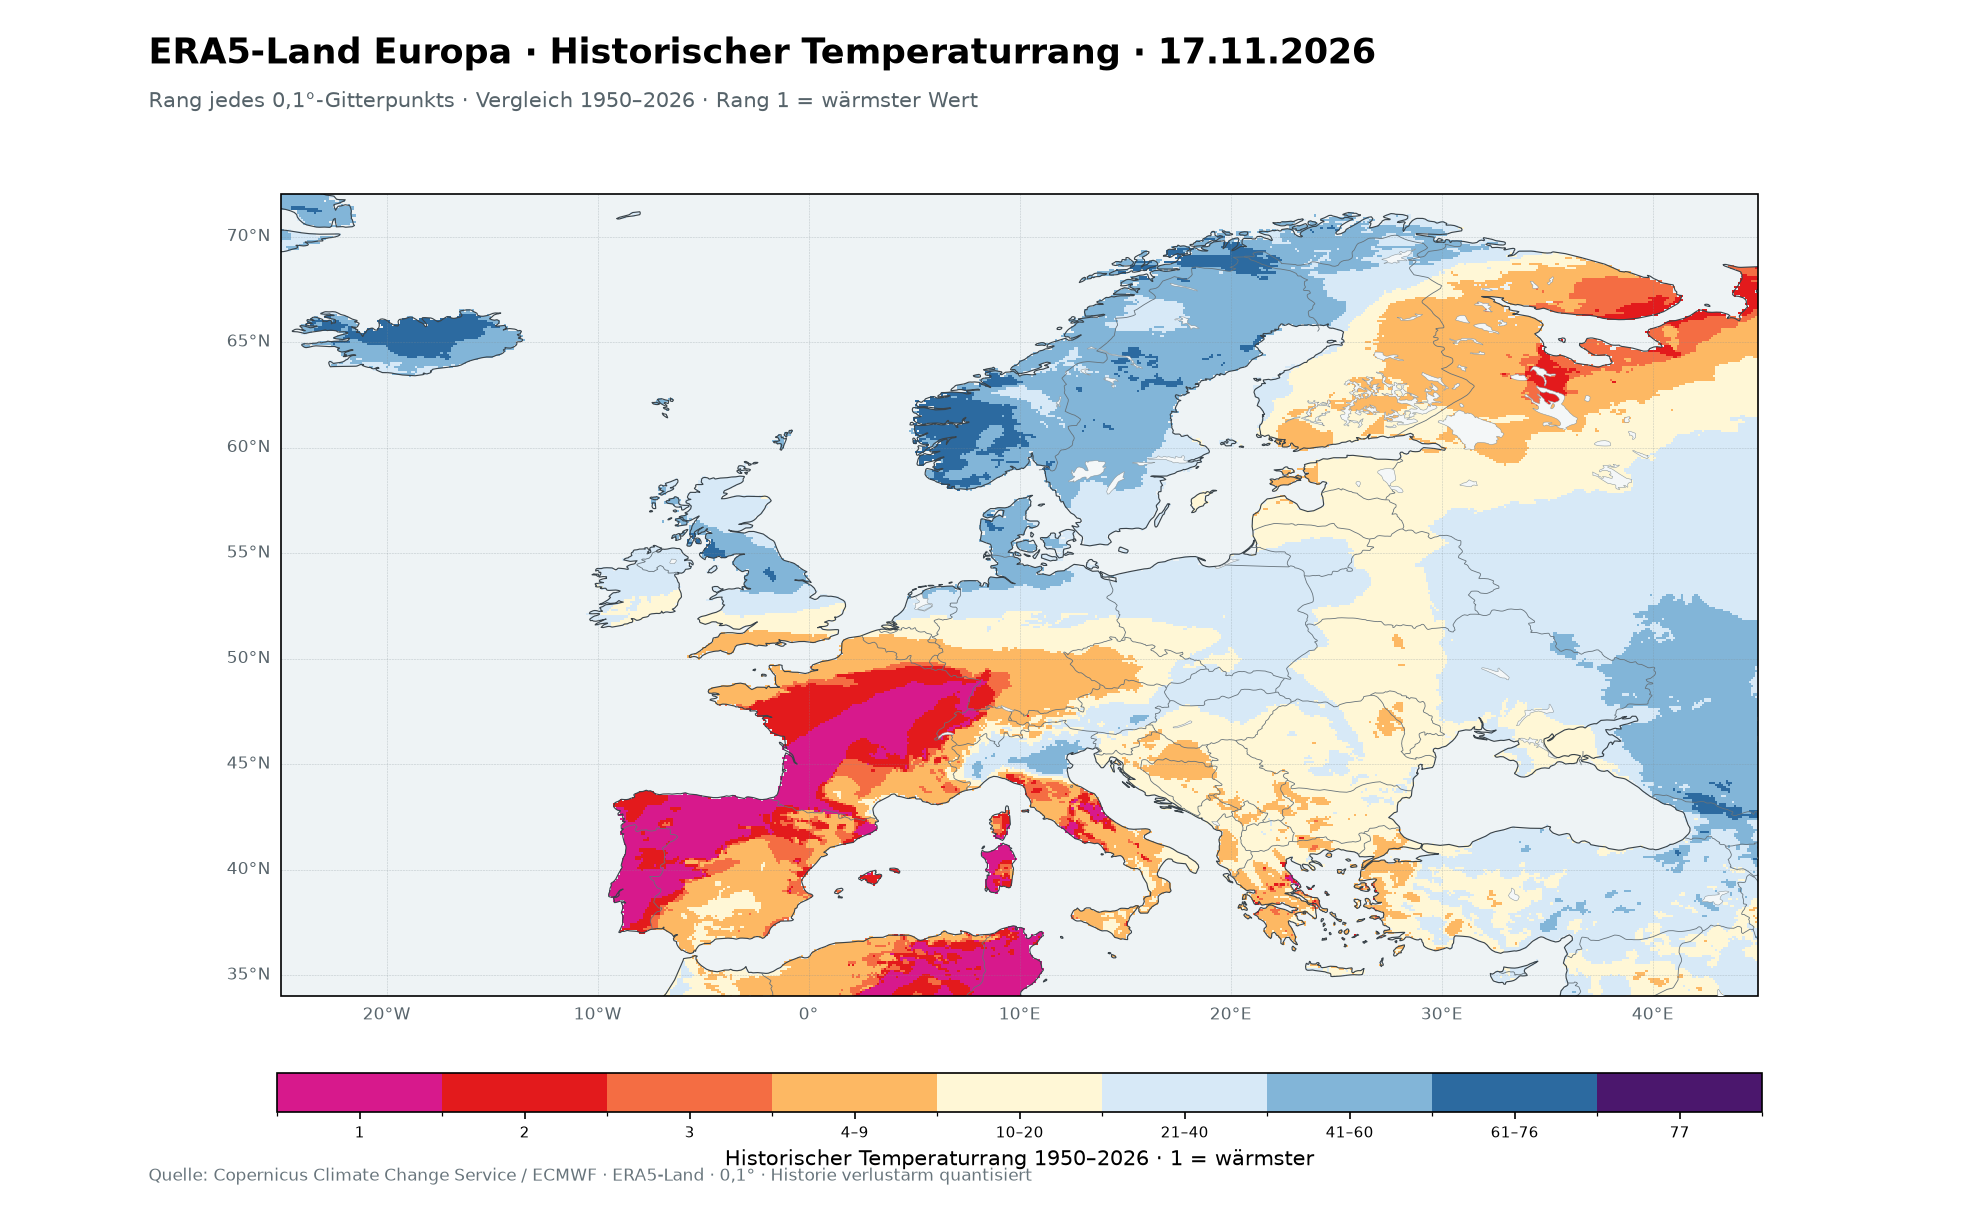 ERA5-Land Europa · Historischer Temperaturrang · 17.11.2026
Rang jedes 0,1°-Gitterpunkts · Vergleich 1950–2026 · Rang 1 = wärmster Wert
70°N
65°N
60°N
55°N
50°N
45°N
40°N
35°N
20°W 10°W 0° 10°E 20°E 30°E 40°E
1 2 3 4–9 10–20 21–40 41–60 61–76 77
Historischer Temperaturrang 1950–2026 · 1 = wärmster
Quelle: Copernicus Climate Change Service / ECMWF · ERA5-Land · 0,1° · Historie verlustarm quantisiert